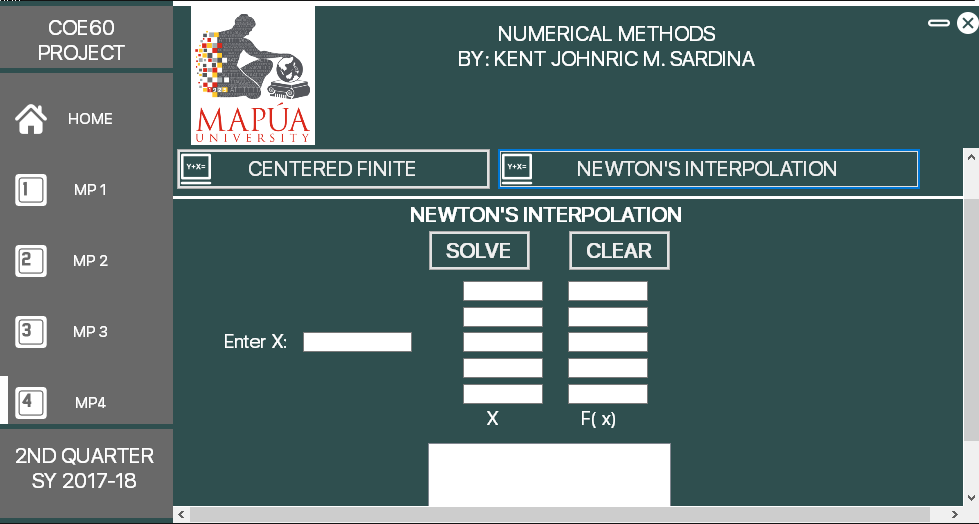 COE60
PROJECT
HOME
1
MP 1
2
MP 2
3
MP 3
4
MP4
2ND QUARTER
SY 2017-18
MAPÚA
UNIVERSITY
NUMERICAL METHODS
BY: KENT JOHNRIC M. SARDINA
Y+X=
CENTERED FINITE
Y+X=
NEWTON'S INTERPOLATION
NEWTON'S INTERPOLATION
SOLVE
CLEAR
Enter X:
X
F( x)